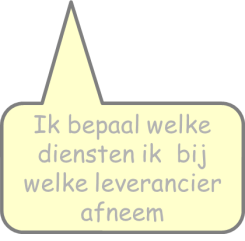 Ik bepaal welke
diensten ik bij
welke leverancier
afneem